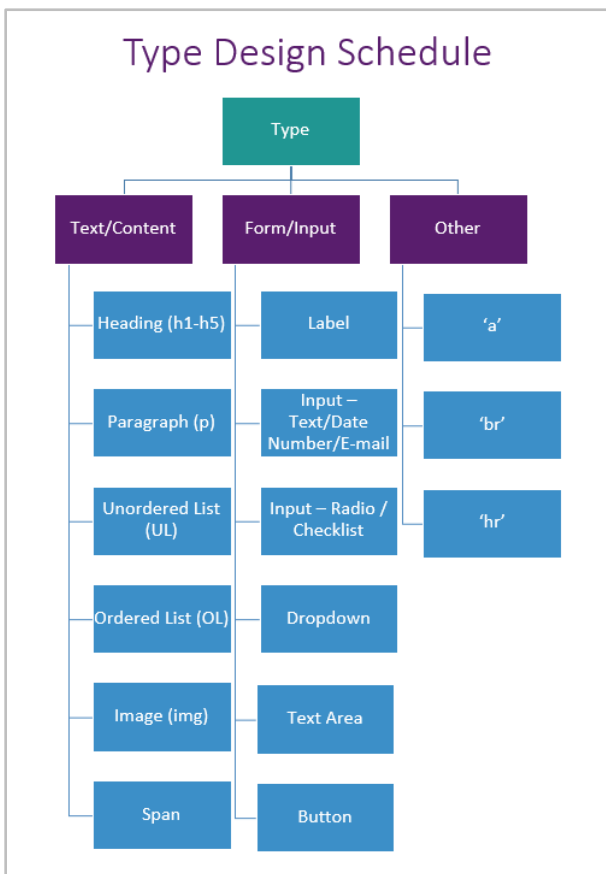 Type Design Schedule
Type
Text/Content
Form/Input
Other
Heading (h1-h5)
Paragraph (p)
Unordered List
(UL)
Ordered List (OL)
Image (img)
Span
Label
Input –
Text/Date
Number/E-mail
Input – Radio /
Checklist
Dropdown
Text Area
Button
‘a’
‘br’
‘hr’